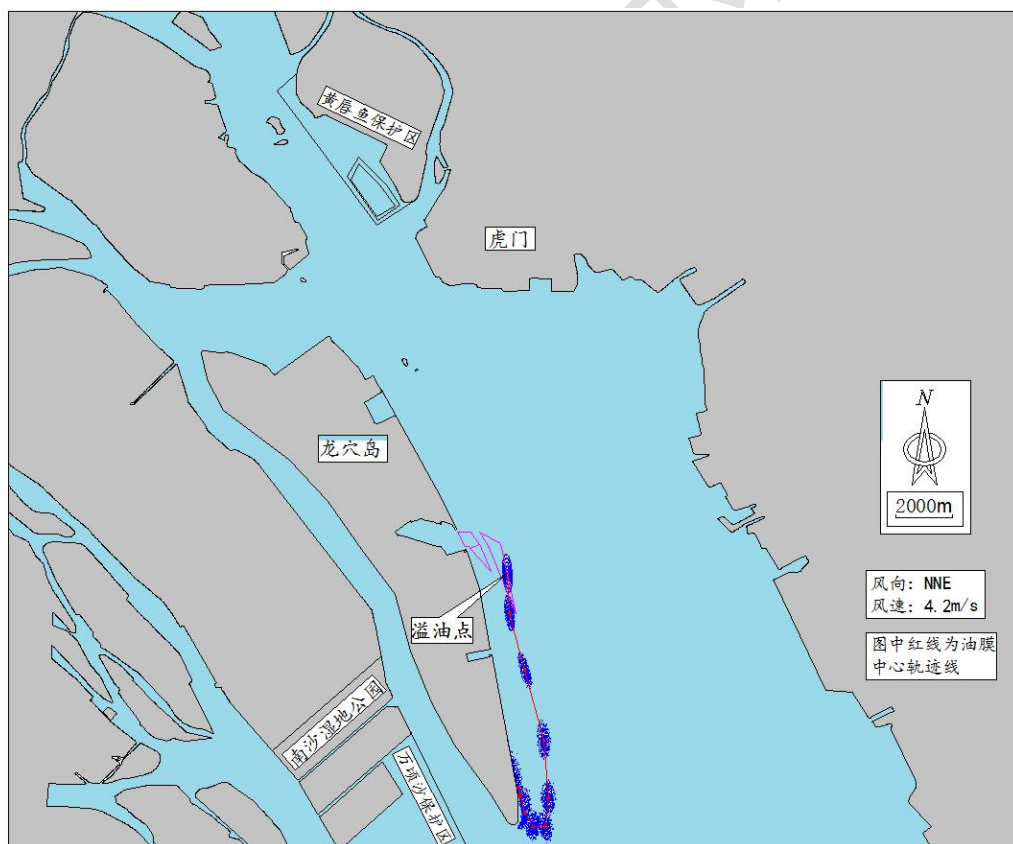 黄唇鱼保护区
虎门
N
龙穴岛
2000m
风向: NNE
风速: 4.2m/s
溢油点
图中红线为油膜
中心轨迹线
南沙湿地公园
万顷沙保护区